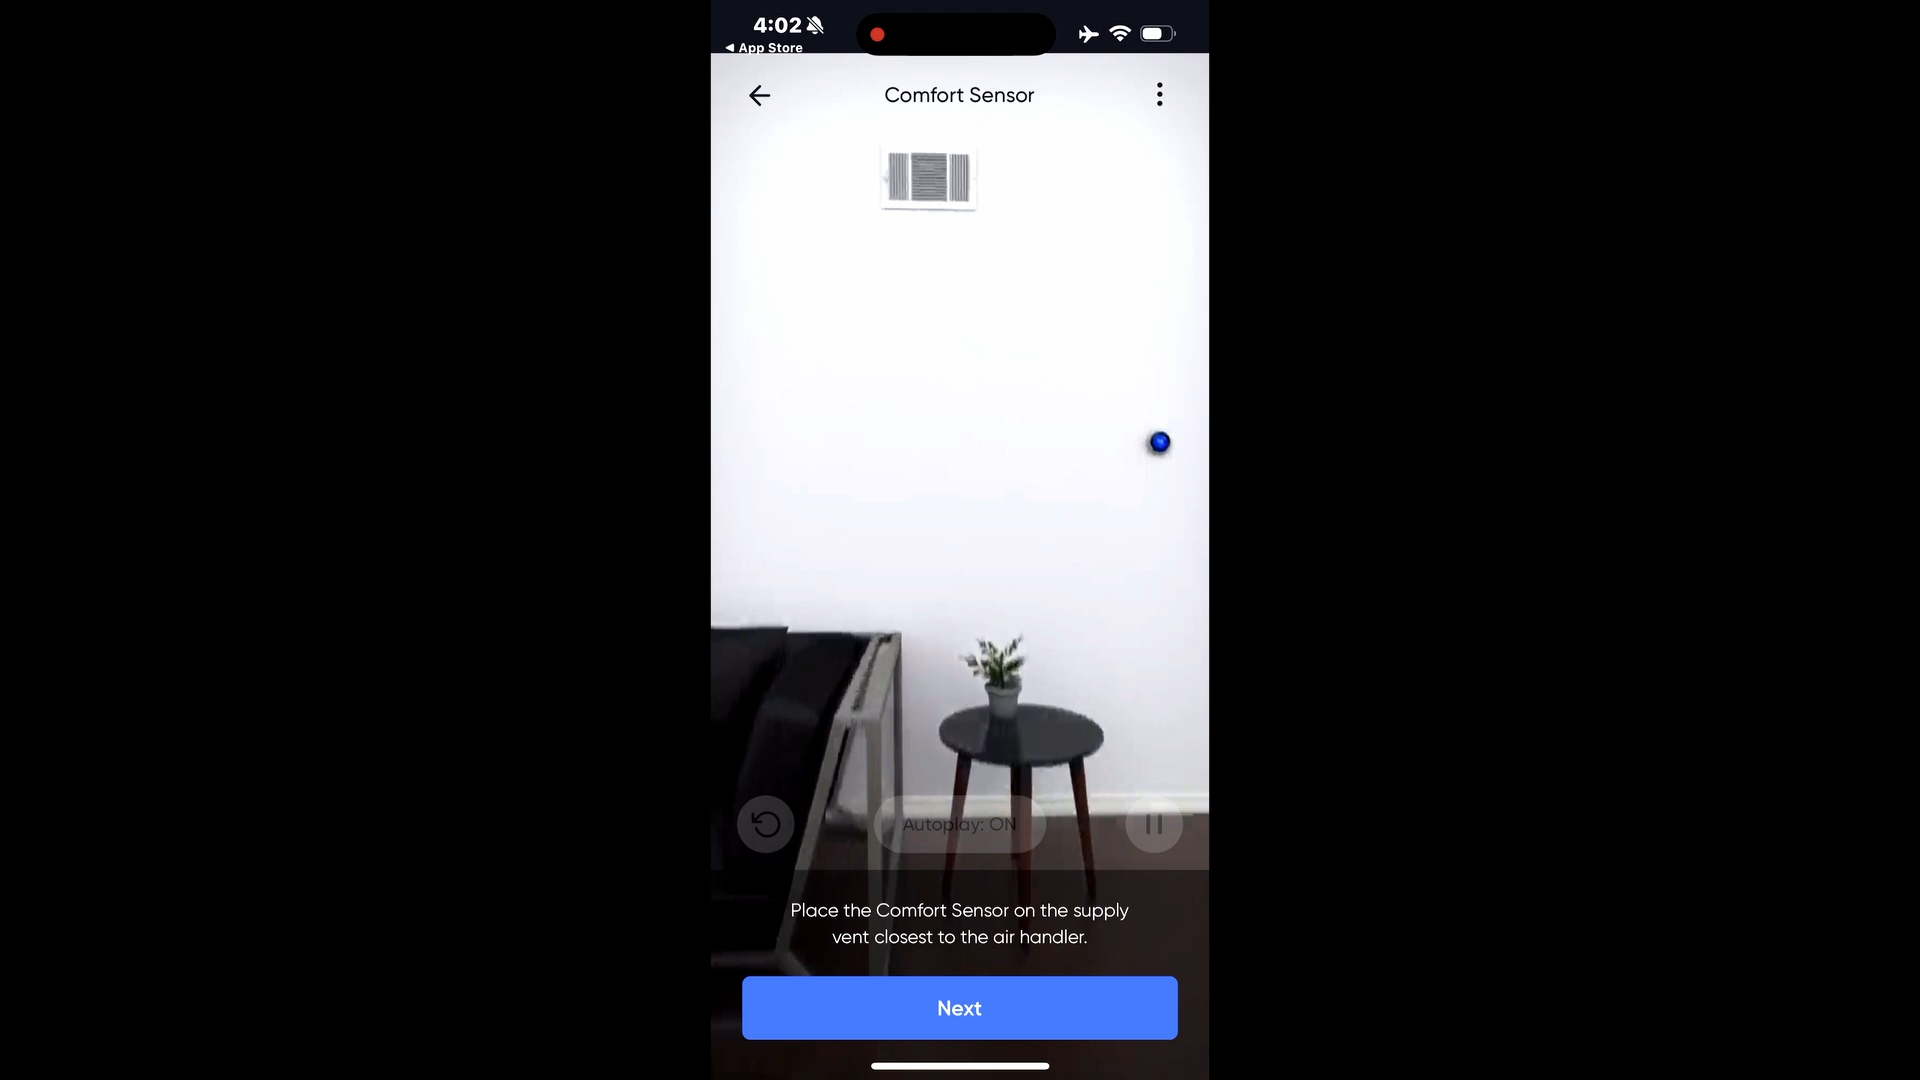 4:02
◀ App Store
Comfort Sensor
Autoplay: ON
Place the Comfort Sensor on the supply
vent closest to the air handler.
Next